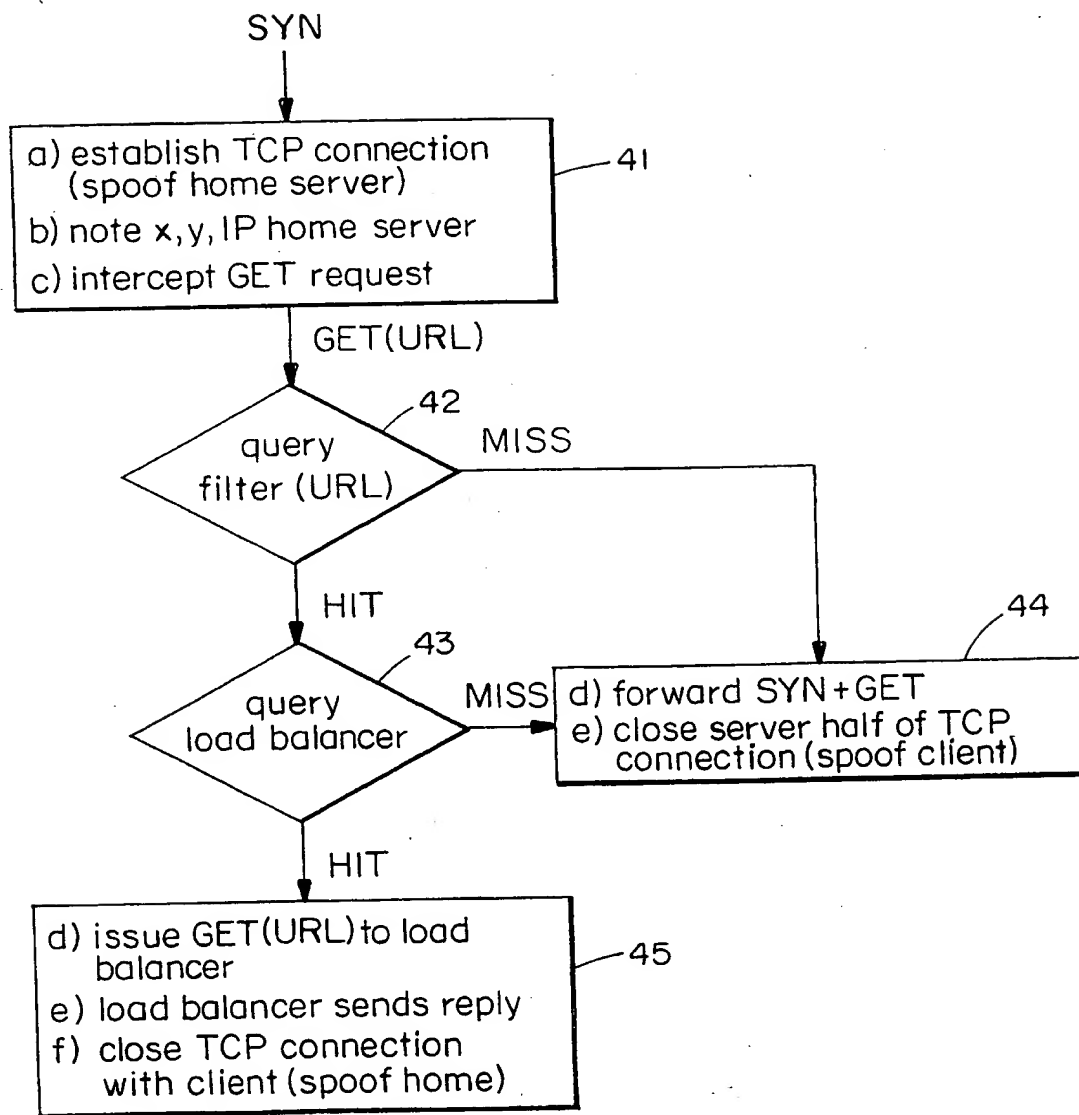 SYN
a) establish TCP connection
(spoof home server)
b) note x,y,IP home server
c) intercept GET request
41
GET(URL)
42
query
filter (URL)
MISS
HIT
43
query
load balancer
MISS
44
d) forward SYN+GET
e) close server half of TCP
connection (spoof client)
HIT
d) issue GET(URL) to load
balancer
e) load balancer sends reply
f) close TCP connection
with client (spoof home)
45